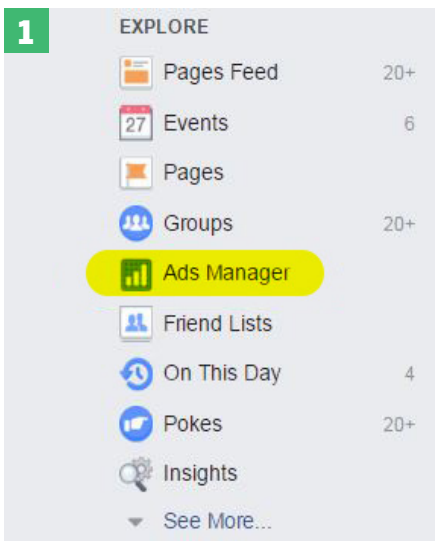 1
EXPLORE
Pages Feed 20+
27 Events 6
Pages
Groups 20+
Ads Manager
Friend Lists
On This Day 4
Pokes 20+
Insights
See More...